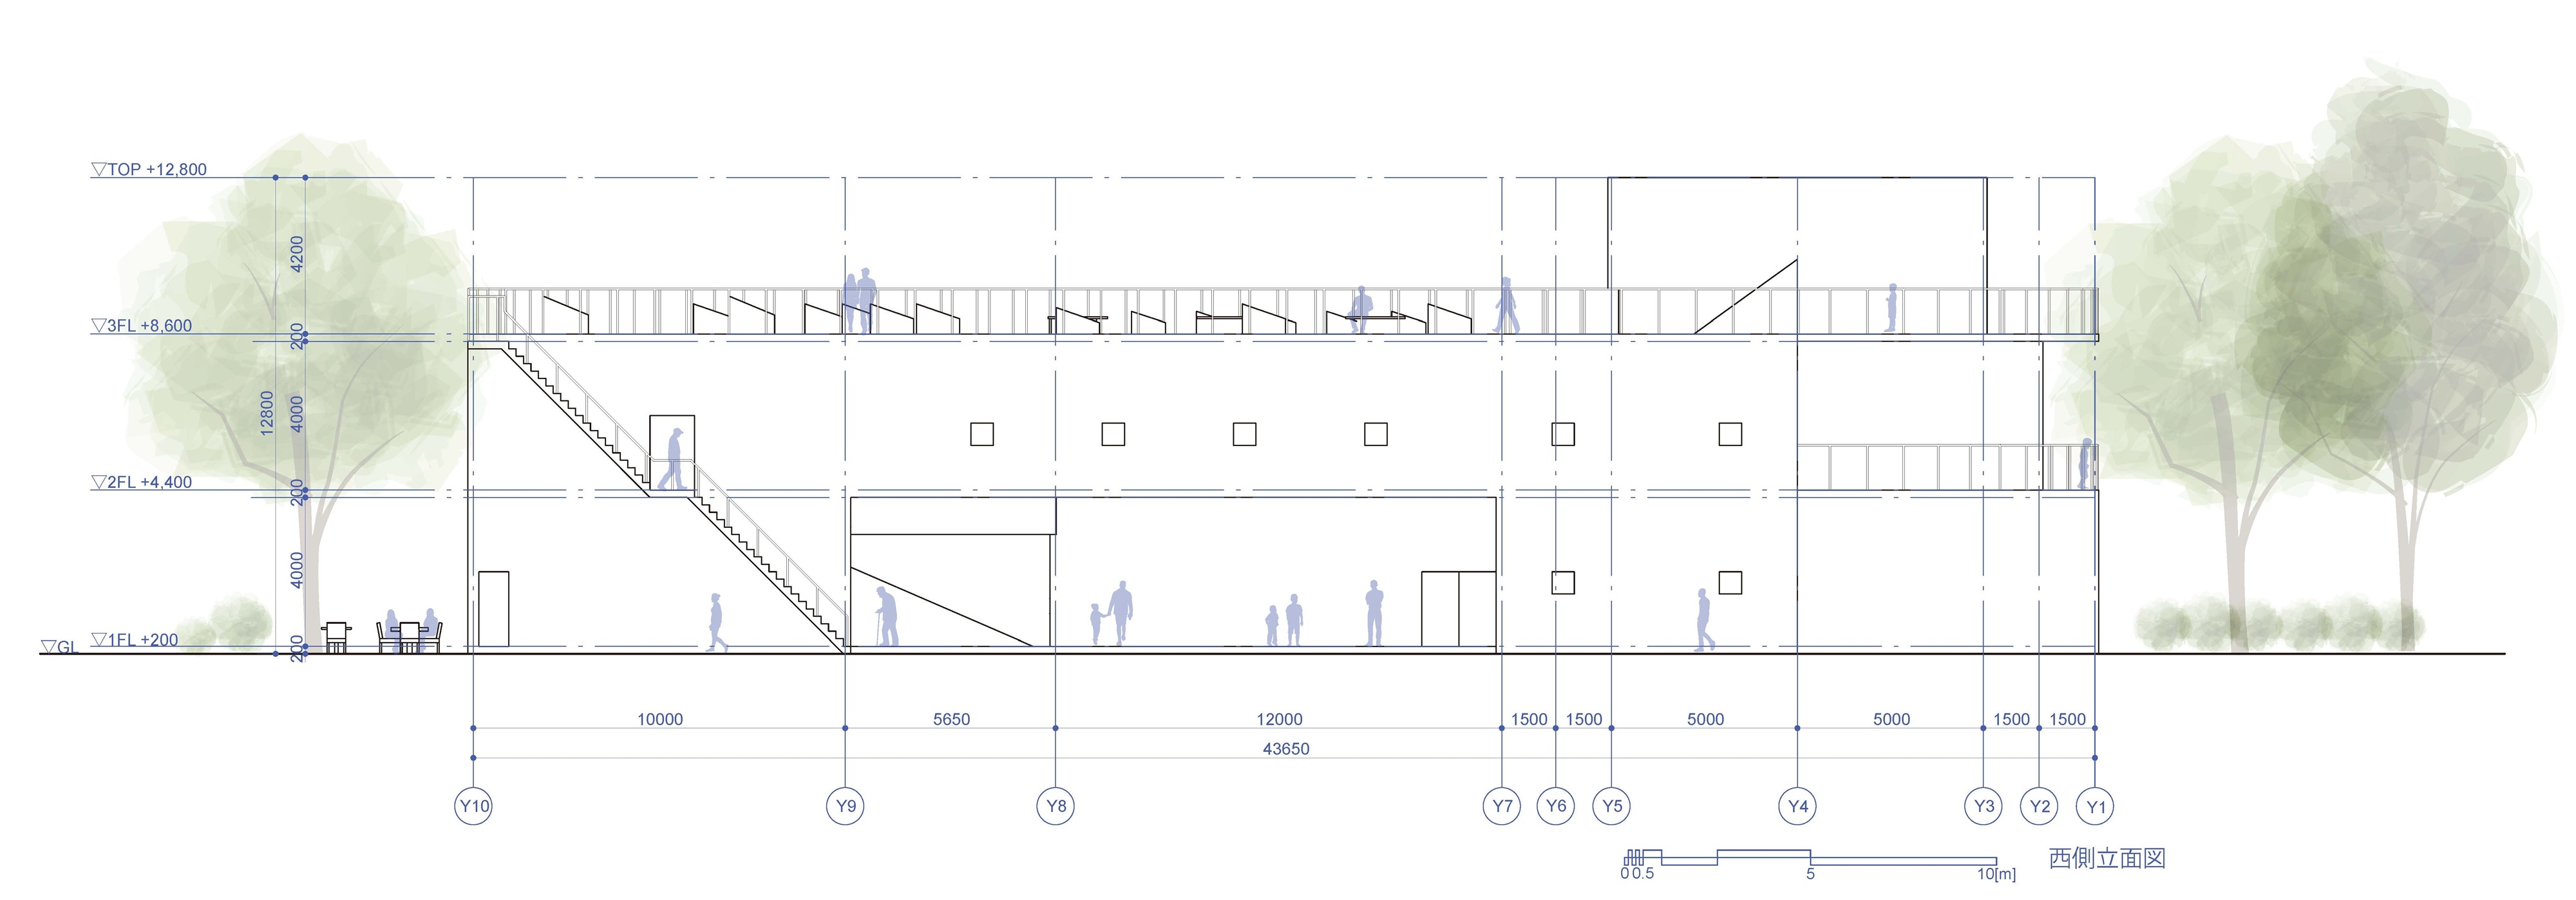 ▽TOP +12,800
4200
▽3FL +8,600
200
12800
4000
▽2FL +4,400
200
4000
▽1FL +200
▽GL
200
10000 5650 12000 1500 1500 5000 5000 1500 1500
43650
Y10 Y9 Y8 Y7 Y6 Y5 Y4 Y3 Y2 Y1
0 0.5 5 10[m]
西側立面図